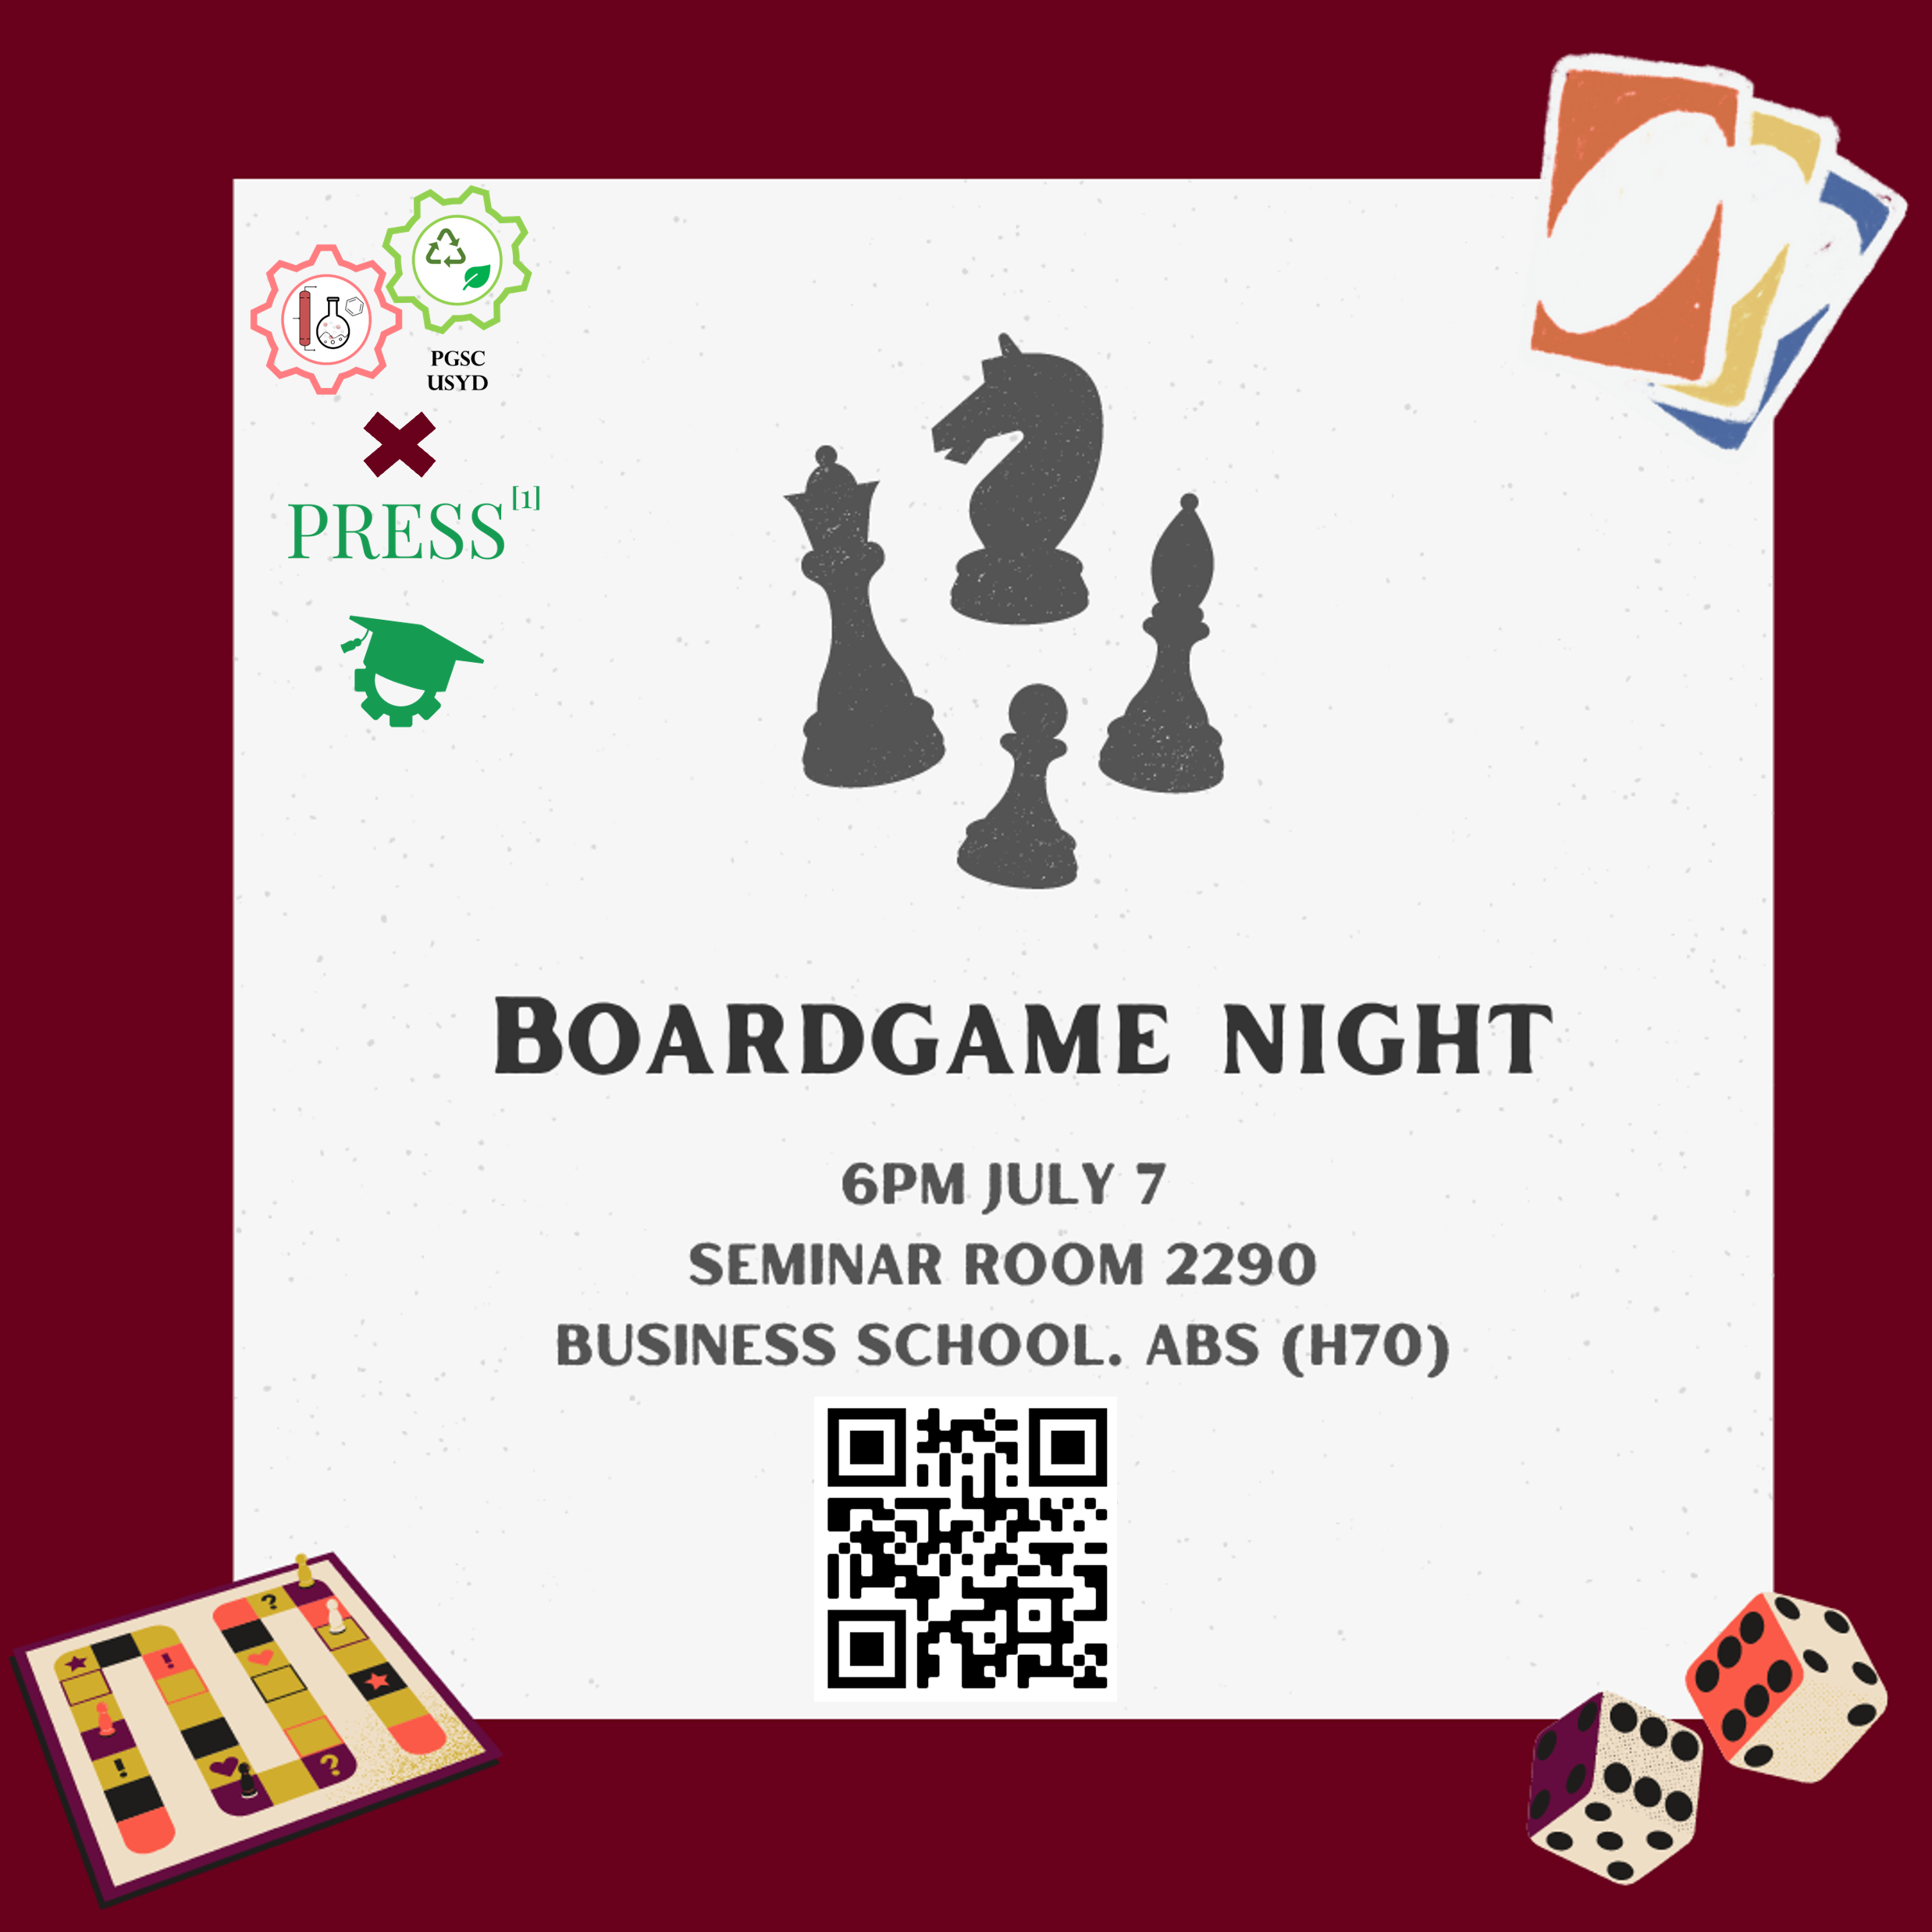 PGSC
USYD
PRESS[1]
BOARDGAME NIGHT
6PM JULY 7
SEMINAR ROOM 2290
BUSINESS SCHOOL. ABS (H70)
?
!
!
?